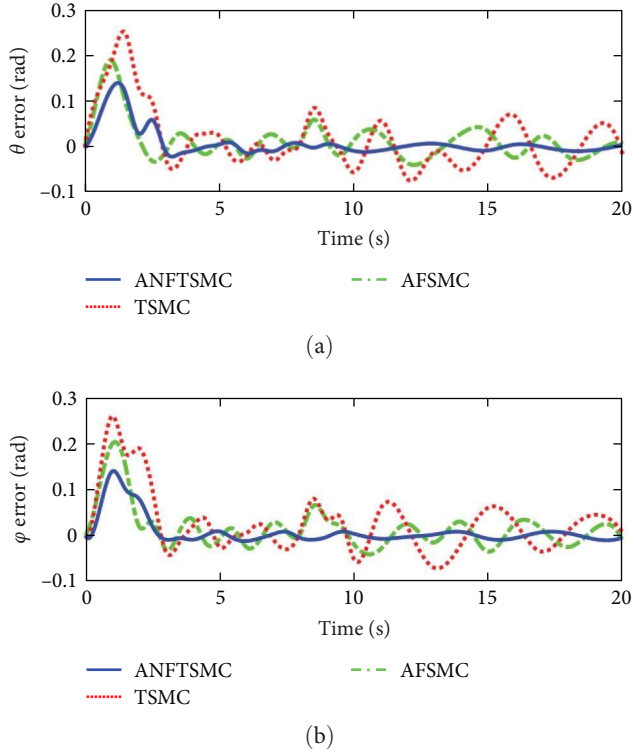 0.3
0.2
0.1
0
−0.1
θ error (rad)
0 5 10 15 20
Time (s)
ANFTSMC AFSMC
TSMC
(a)
0.3
0.2
0.1
0
−0.1
φ error (rad)
0 5 10 15 20
Time (s)
ANFTSMC AFSMC
TSMC
(b)